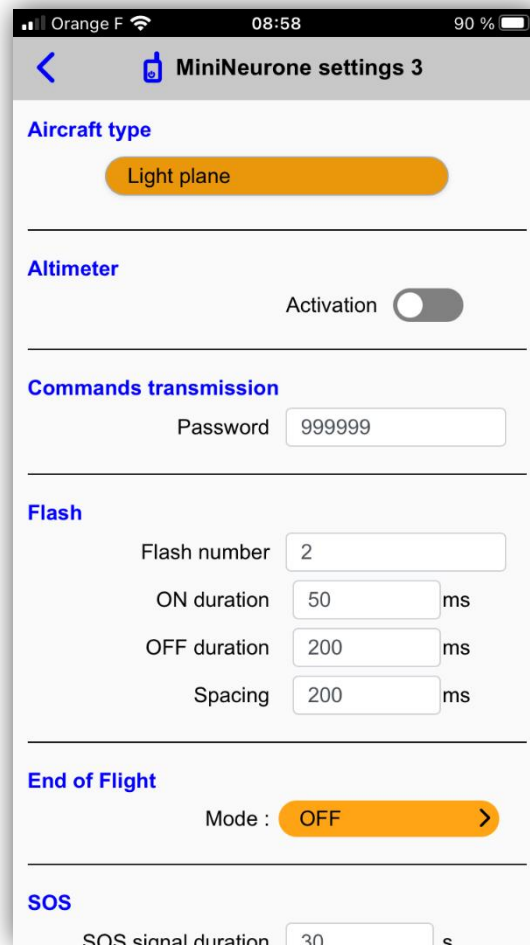 Orange F 08:58 90 %
MiniNeurone settings 3
Aircraft type
Light plane
Altimeter
Activation
Commands transmission
Password 999999
Flash
Flash number 2
ON duration 50 ms
OFF duration 200 ms
Spacing 200 ms
End of Flight
Mode : OFF
SOS
SOS signal duration 30 s